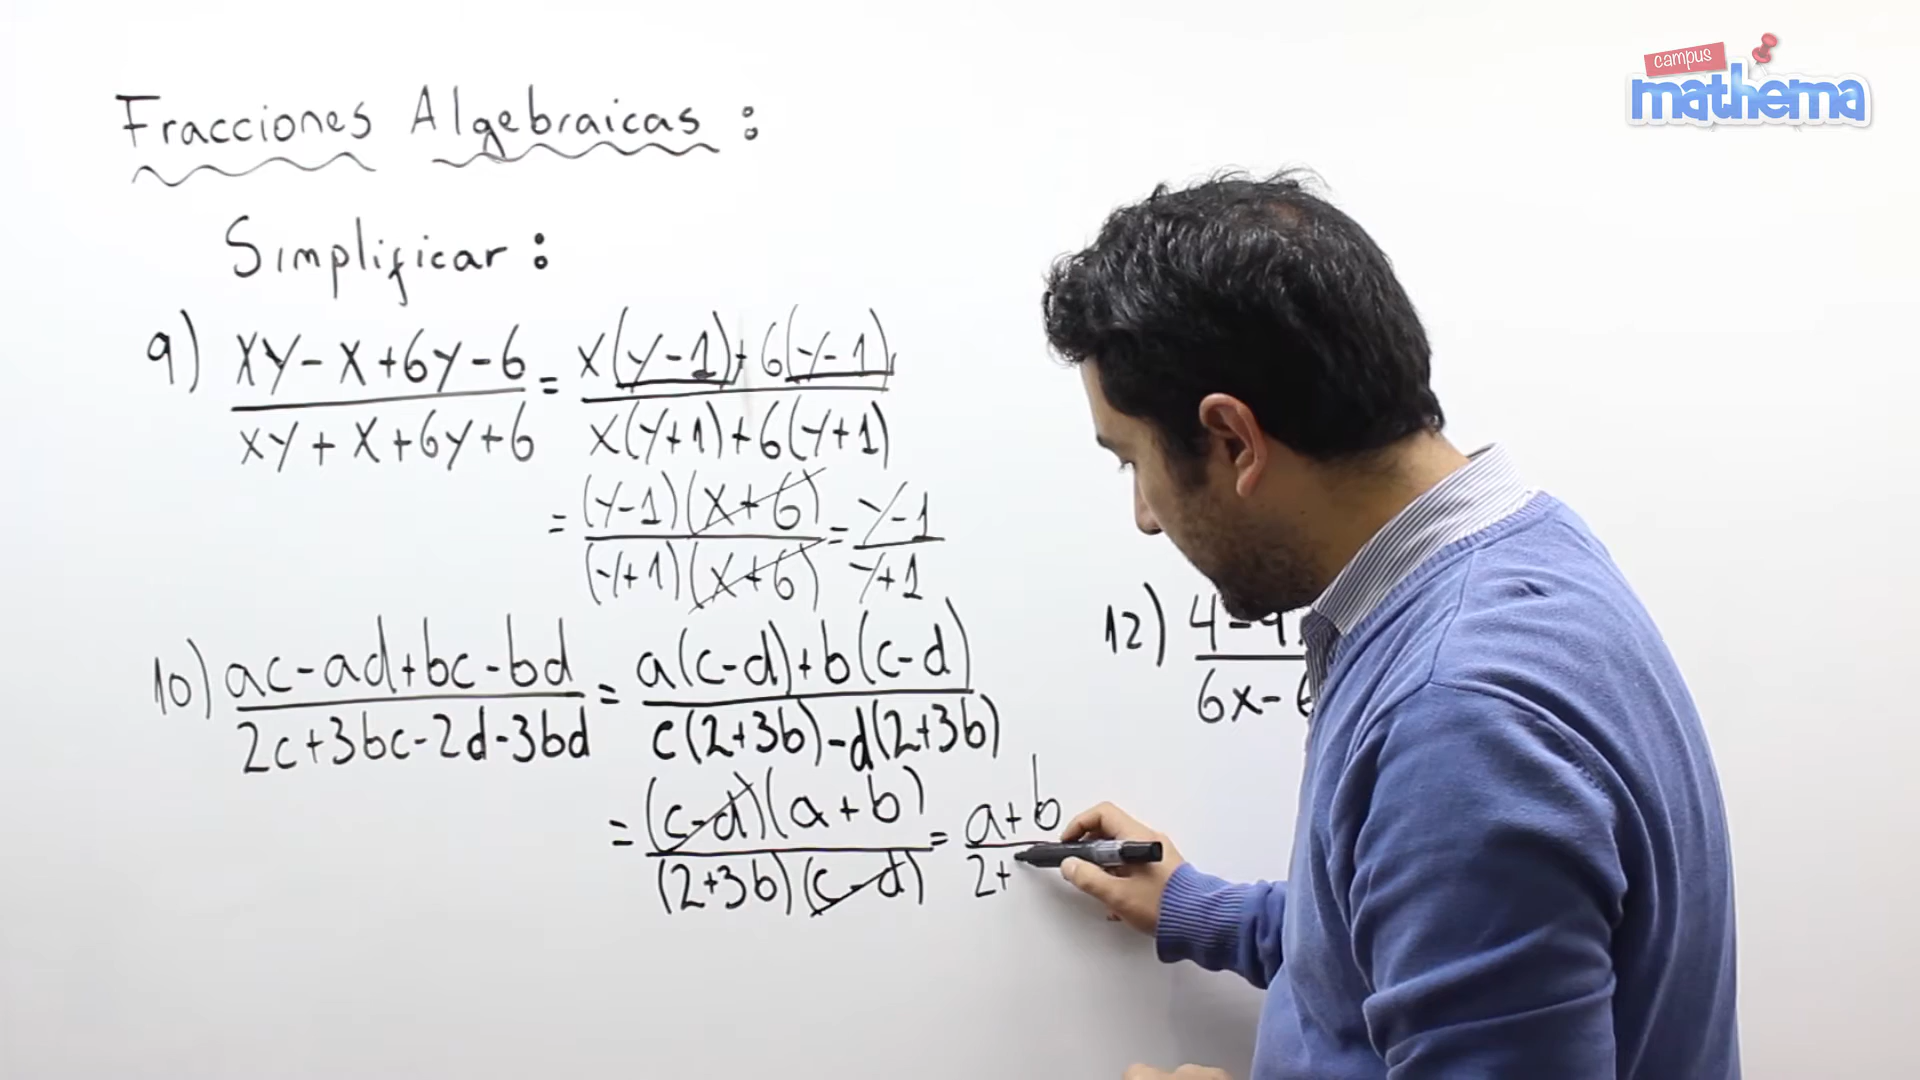 campus
mathema
Fracciones Algebraicas :
Simplificar :
9) xy-x+6y-6 / xy+x+6y+6 = x(y-1)+6(y-1) / x(y+1)+6(y+1)
= (y-1)(x+6) / (y+1)(x+6) = y-1 / y+1
10) ac-ad+bc-bd / 2c+3bc-2d-3bd = a(c-d)+b(c-d) / c(2+3b)-d(2+3b)
= (c-d)(a+b) / (2+3b)(c-d) = a+b / 2+
12) 4-9 / 6x-